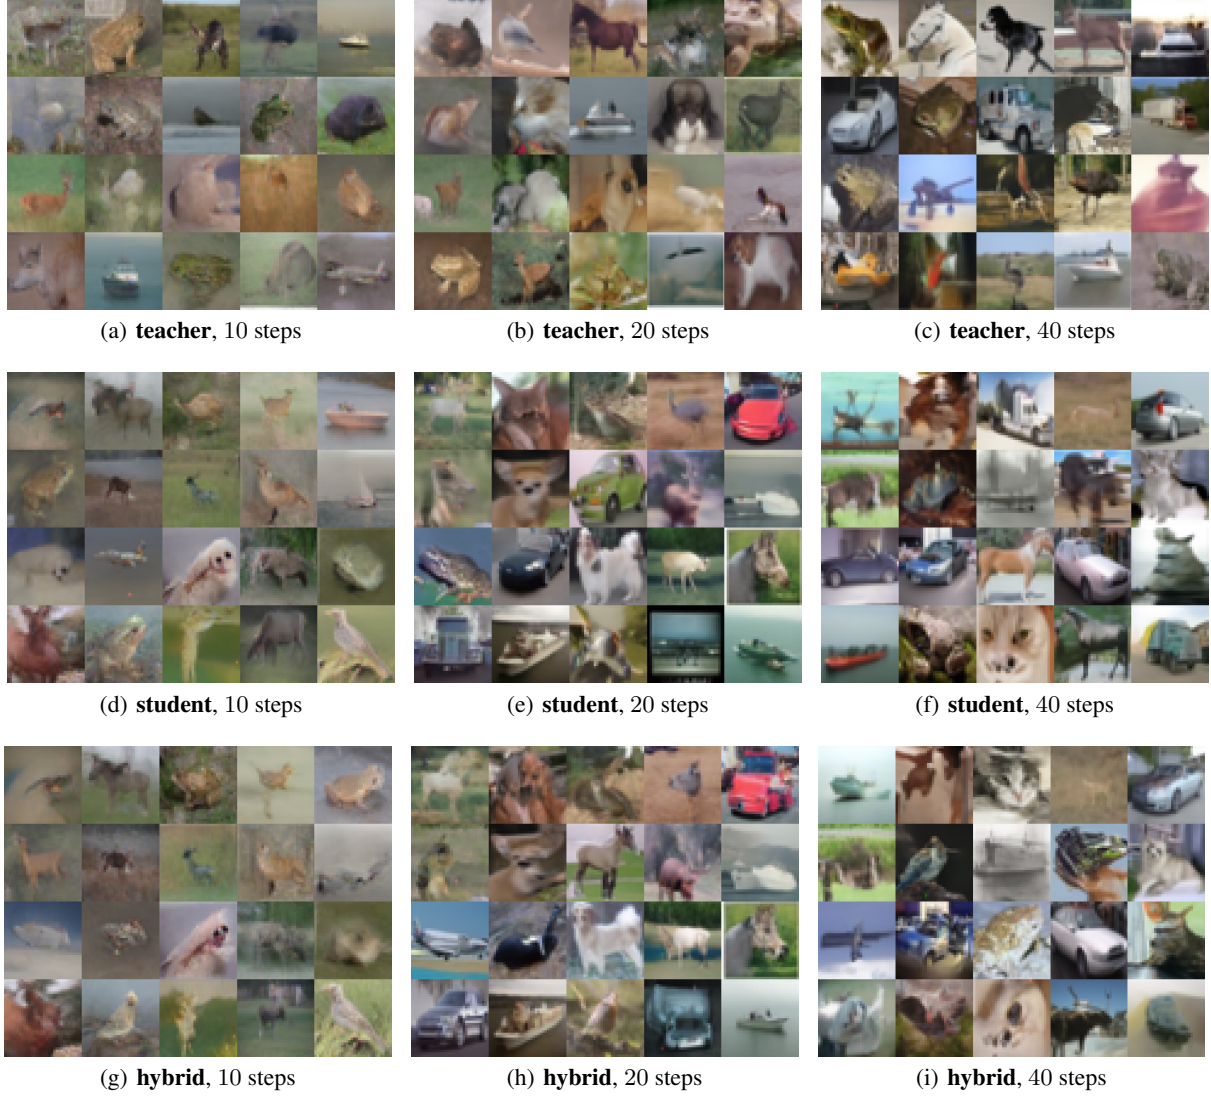 (a) teacher, 10 steps
(b) teacher, 20 steps
(c) teacher, 40 steps
(d) student, 10 steps
(e) student, 20 steps
(f) student, 40 steps
(g) hybrid, 10 steps
(h) hybrid, 20 steps
(i) hybrid, 40 steps